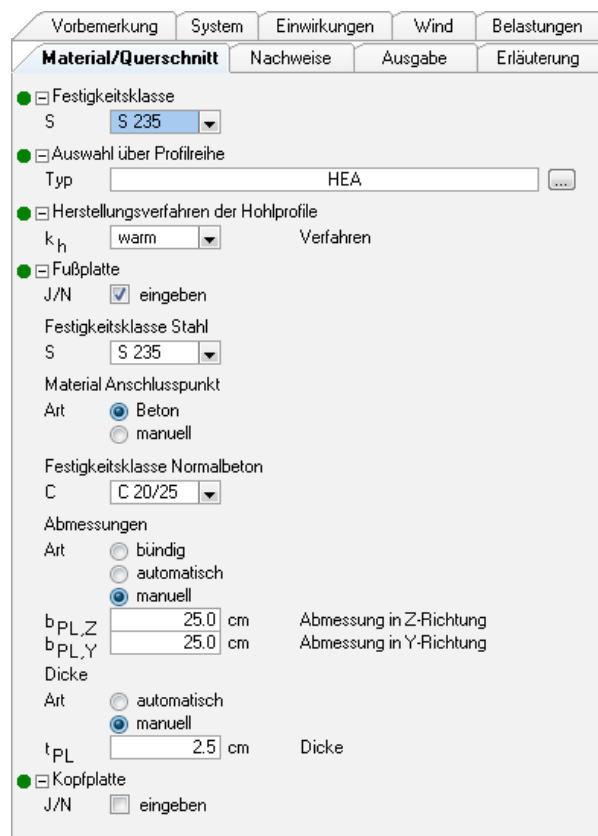 Vorbemerkung System Einwirkungen Wind Belastungen
Material/Querschnitt Nachweise Ausgabe Erläuterung
Festigkeitsklasse
S S 235
Auswahl über Profilreihe
Typ HEA ...
Herstellungsverfahren der Hohlprofile
kh warm Verfahren
Fußplatte
J/N eingeben
Festigkeitsklasse Stahl
S S 235
Material Anschlusspunkt
Art Beton
manuell
Festigkeitsklasse Normalbeton
C C 20/25
Abmessungen
Art bündig
automatisch
manuell
bPL,Z 25.0 cm Abmessung in Z-Richtung
bPL,Y 25.0 cm Abmessung in Y-Richtung
Dicke
Art automatisch
manuell
tPL 2.5 cm Dicke
Kopfplatte
J/N eingeben